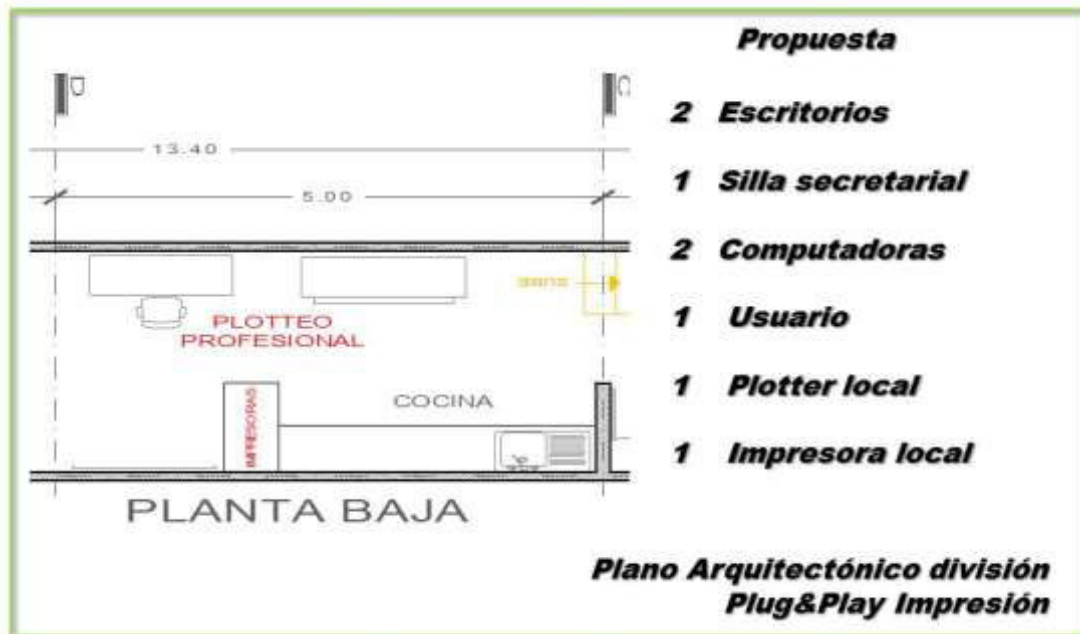 Propuesta
D
C
13.40
5.00
2 Escritorios
1 Silla secretarial
2 Computadoras
1 Usuario
1 Plotter local
1 Impresora local
PLOTTEO
PROFESIONAL
IMPRESORAS
COCINA
PLANTA BAJA
Plano Arquitectónico división
Plug&Play Impresión